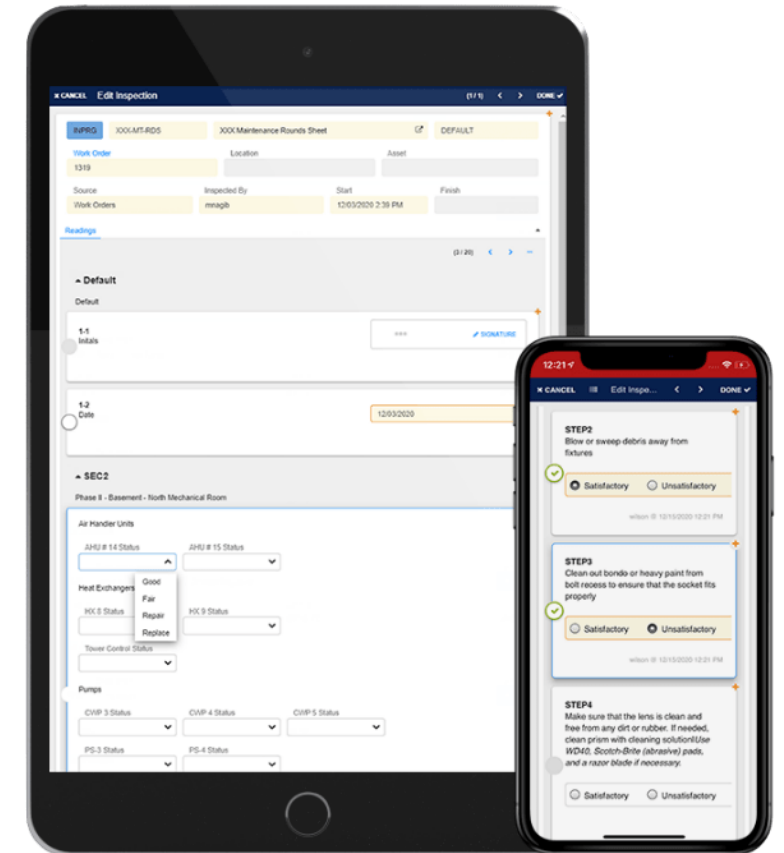 ✖ CANCEL Edit Inspection (1/1) < > DONE ✔
INPRG XXX-MT-RDS XXX Maintenance Rounds Sheet DEFAULT
Work Order Location Asset
1319
Source Inspected By Start Finish
Work Orders mnagib 12/03/2020 2:39 PM
Readings
(3 / 20) < > −
Default
Default
1-1
Initials
SIGNATURE
1-2
Date
12/03/2020
SEC2
Phase II - Basement - North Mechanical Room
Air Handler Units
AHU # 14 Status AHU # 15 Status
Good
Fair
Repair
Replace
Heat Exchangers
HX 8 Status HX 9 Status
Tower Control Status
Pumps
CWP 3 Status CWP 4 Status CWP 5 Status
PS-3 Status PS-4 Status
12:21
✖ CANCEL Edit Inspe... < > DONE ✔
STEP2
Blow or sweep debris away from
fixtures
Satisfactory Unsatisfactory
wilson @ 12/13/2020 12:21 PM
STEP3
Clean out bondo or heavy paint from
bolt recess to ensure that the socket fits
properly
Satisfactory Unsatisfactory
wilson @ 12/13/2020 12:21 PM
STEP4
Make sure that the lens is clean and
free from any dirt or rubber. If needed,
clean prism with cleaning solution\Use
WD40, Scotch-Brite (abrasive) pads,
and a razor blade if necessary.
Satisfactory Unsatisfactory